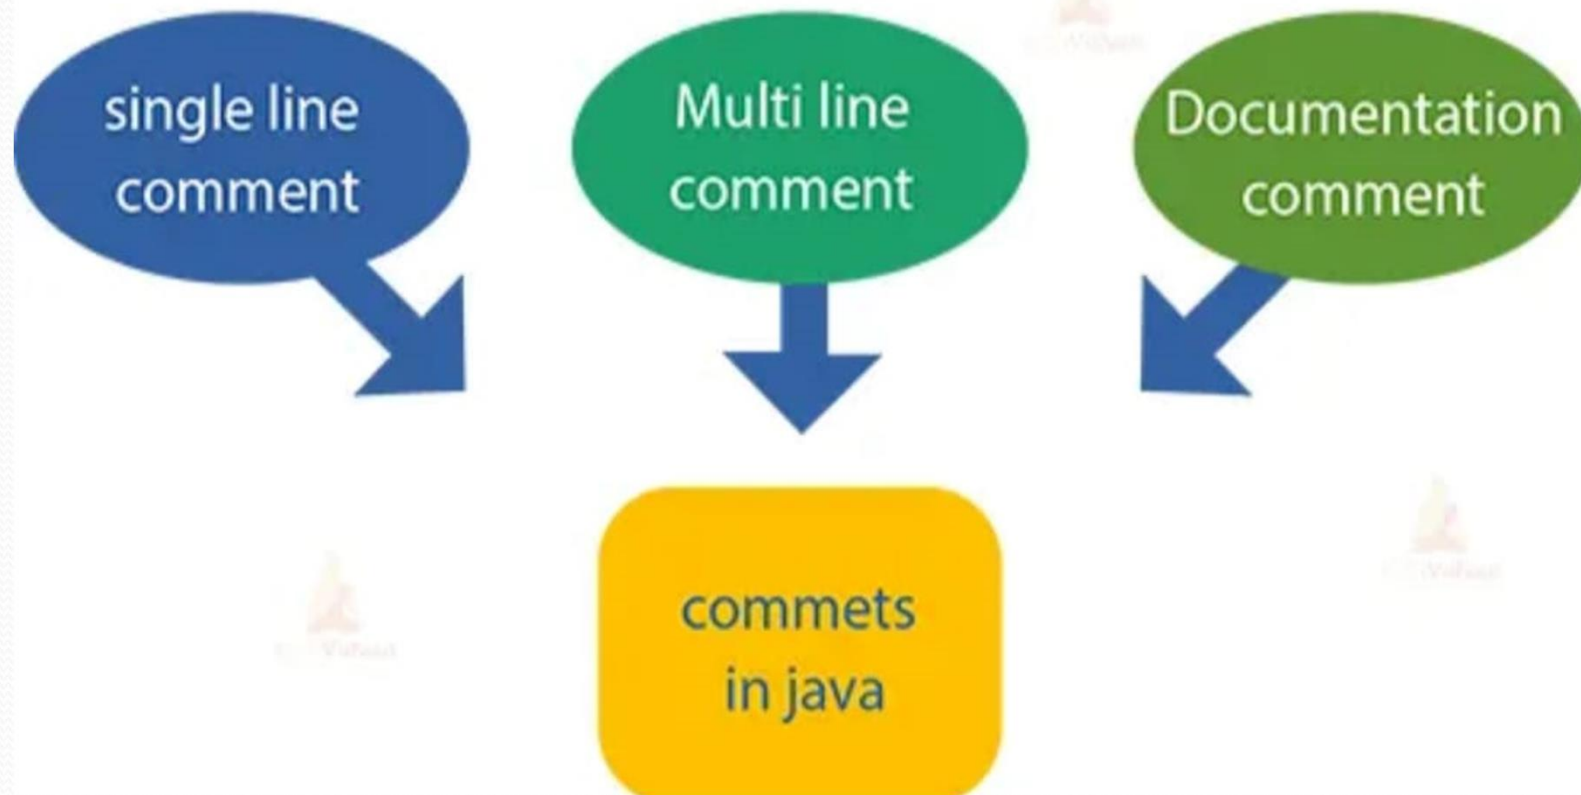 single line
comment
Multi line
comment
Documentation
comment
commets
in java